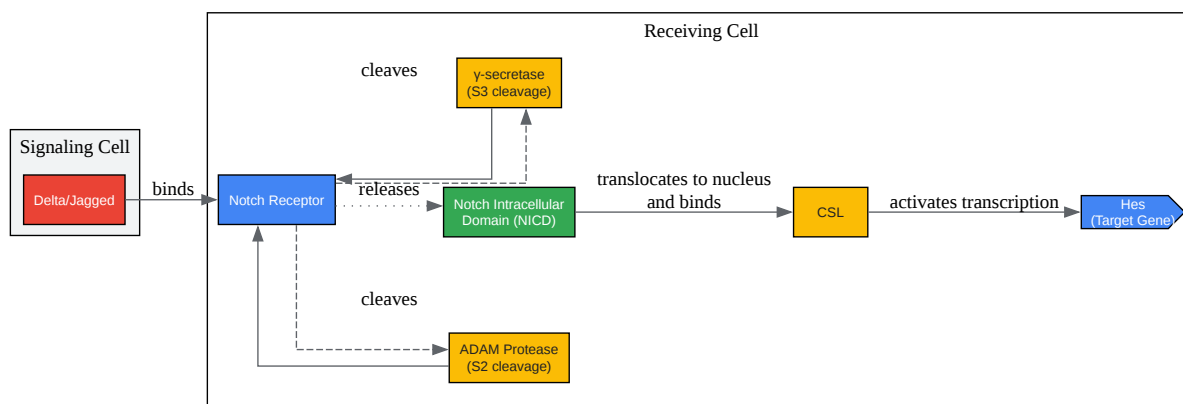 Receiving Cell
cleaves
γ-secretase
(S3 cleavage)
Signaling Cell
Delta/Jagged
binds
Notch Receptor
releases
Notch Intracellular
Domain (NICD)
translocates to nucleus
and binds
CSL
activates transcription
Hes
(Target Gene)
cleaves
ADAM Protease
(S2 cleavage)